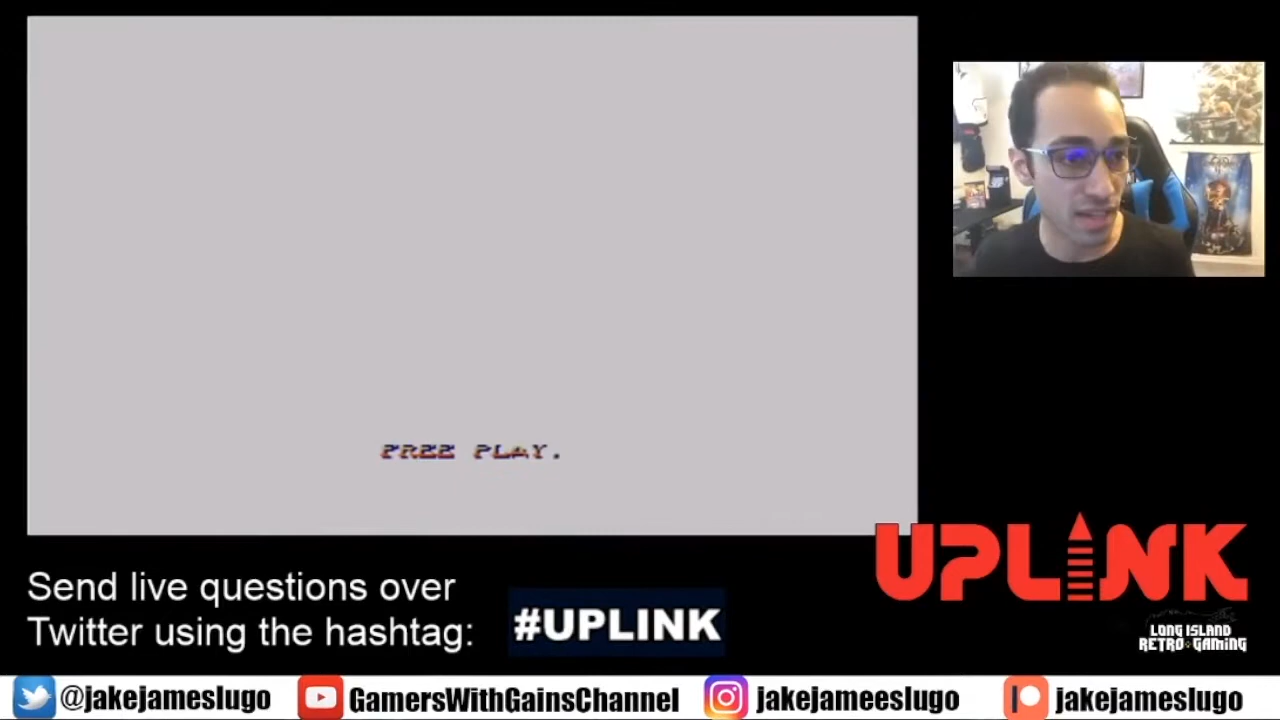 FREE PLAY.
UPLINK
LONG ISLAND
RETRO GAMING
Send live questions over
Twitter using the hashtag:
#UPLINK
@jakejameslugo
GamersWithGainsChannel
jakejameeslugo
jakejameslugo